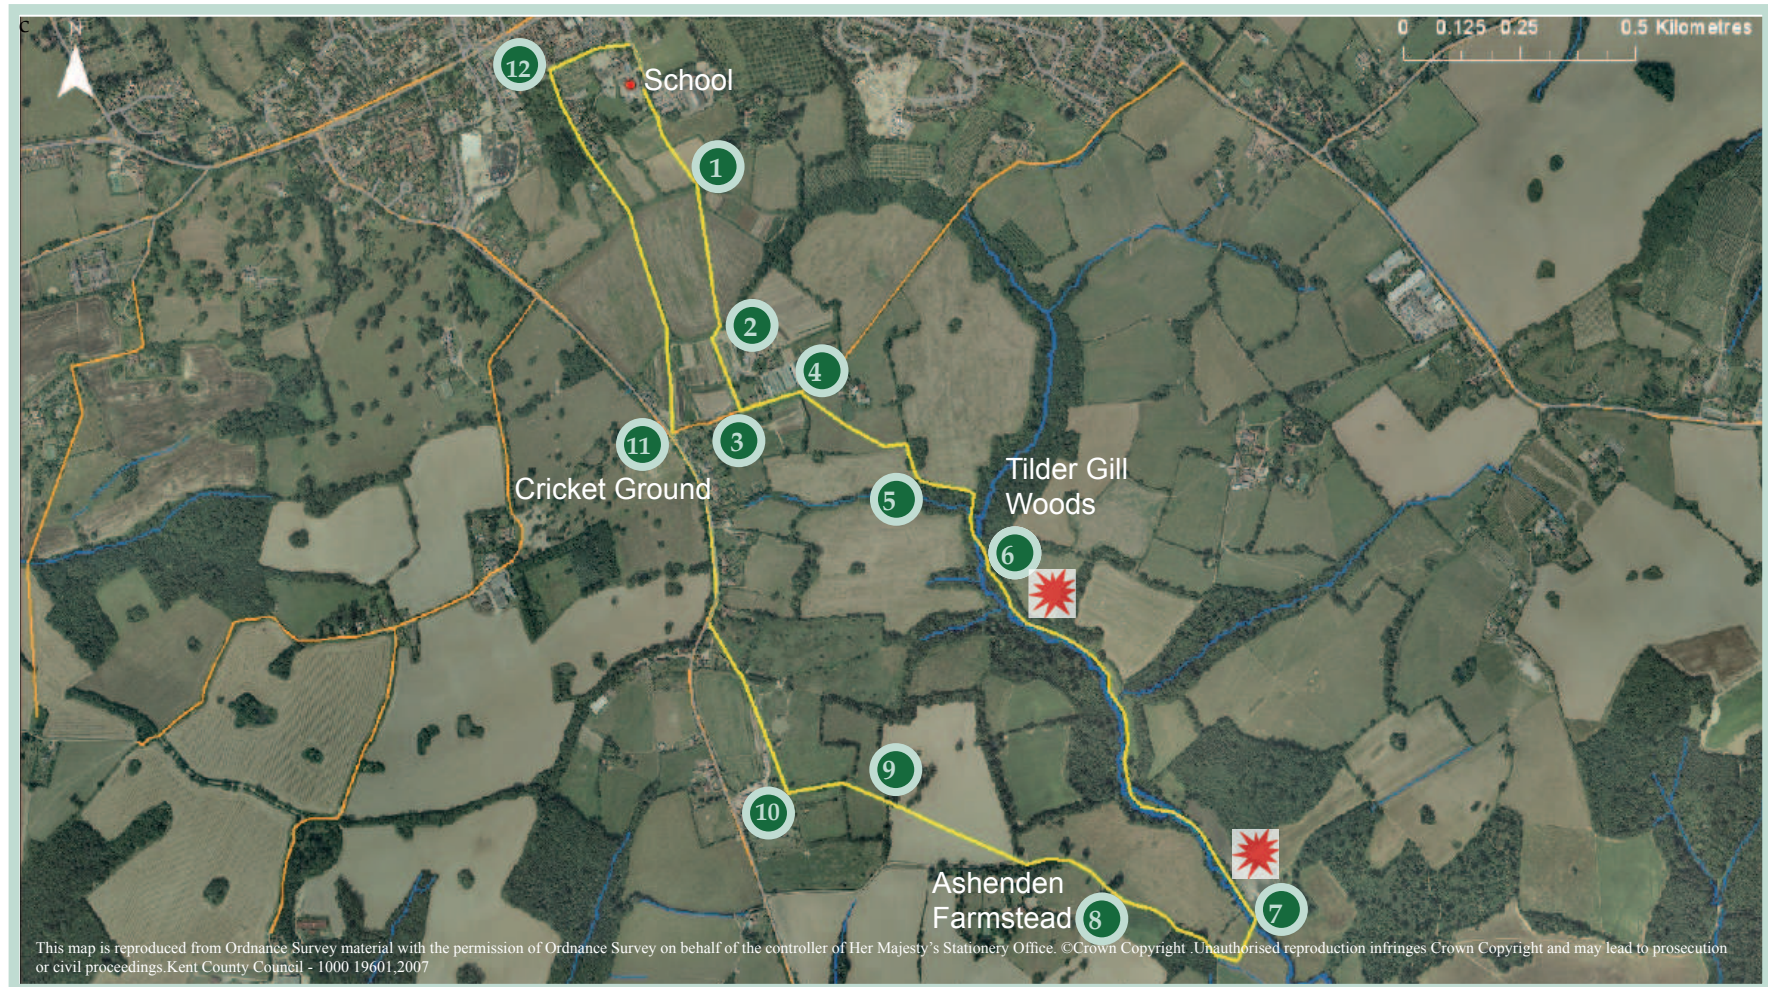 C
N
0 0.125 0.25 0.5 Kilometres
12
School
1
2
4
3
11
Cricket Ground
Tilder Gill
Woods
5
6
9
10
Ashenden
Farmstead
8
7
This map is reproduced from Ordnance Survey material with the permission of Ordnance Survey on behalf of the controller of Her Majesty's Stationery Office. ©Crown Copyright .Unauthorised reproduction infringes Crown Copyright and may lead to prosecution
or civil proceedings.Kent County Council - 1000 19601,2007